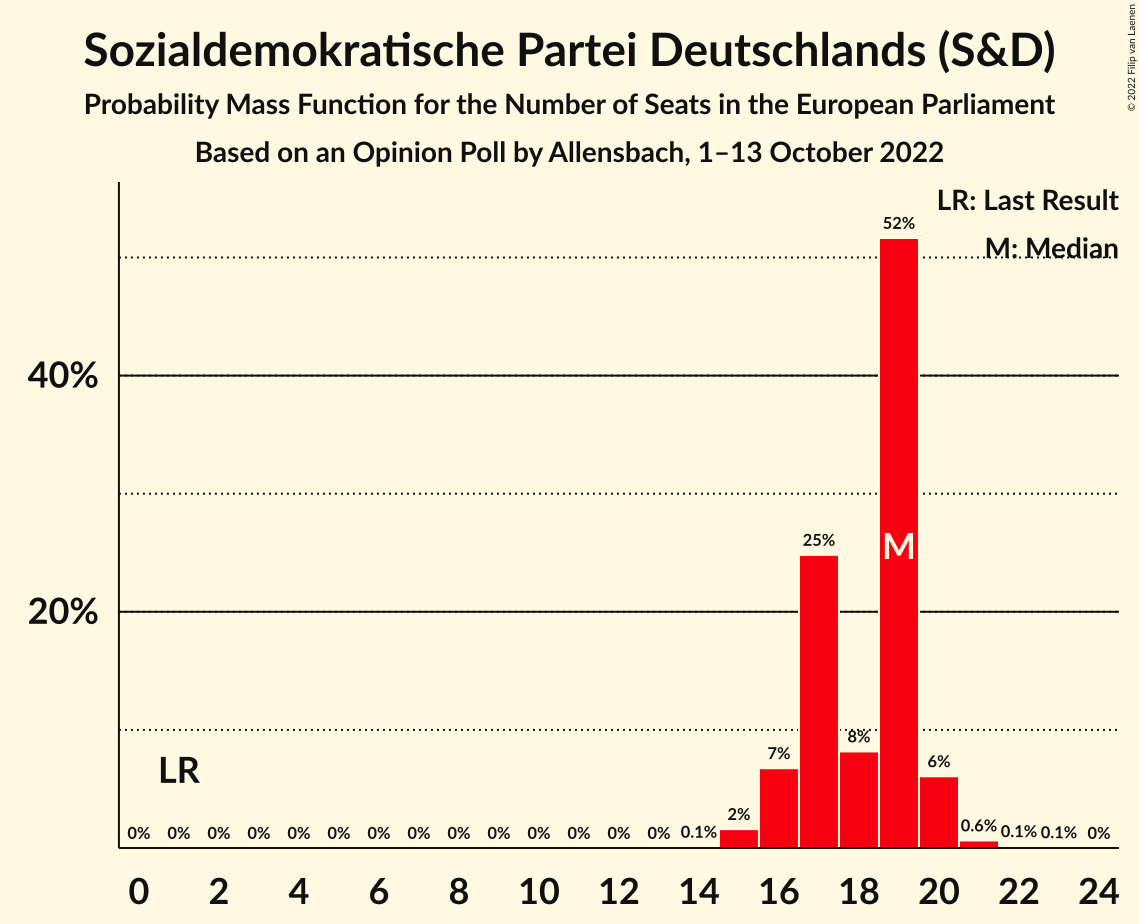 Sozialdemokratische Partei Deutschlands (S&D)
Probability Mass Function for the Number of Seats in the European Parliament
Based on an Opinion Poll by Allensbach, 1–13 October 2022
© 2022 Filip van Laenen
LR: Last Result
M: Median
52%
40%
25%
M
20%
8%
7%
6%
LR
2%
0% 0% 0% 0% 0% 0% 0% 0% 0% 0% 0% 0% 0% 0% 0.1% 0.6% 0.1% 0.1% 0%
0 2 4 6 8 10 12 14 16 18 20 22 24